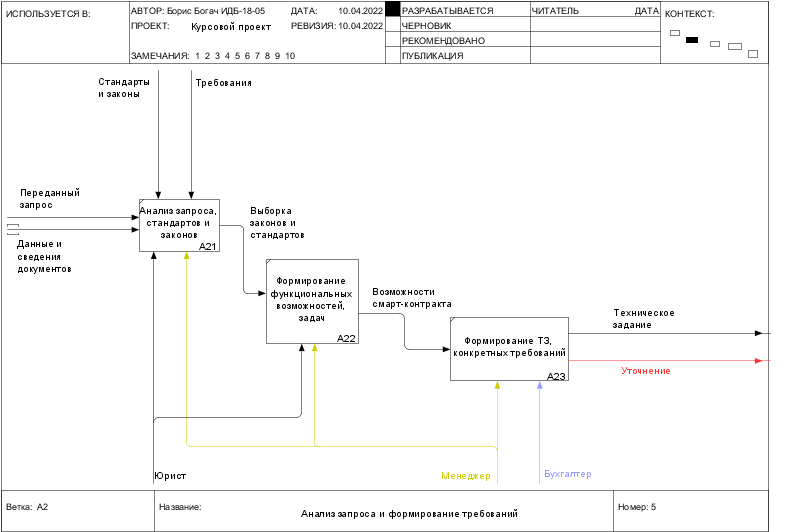 ИСПОЛЬЗУЕТСЯ В:
АВТОР: Борис Богач ИДБ-18-05
ДАТА: 10.04.2022
РАЗРАБАТЫВАЕТСЯ
ЧИТАТЕЛЬ
ДАТА
КОНТЕКСТ:
ПРОЕКТ: Курсовой проект
РЕВИЗИЯ: 10.04.2022
ЧЕРНОВИК
РЕКОМЕНДОВАНО
ЗАМЕЧАНИЯ: 1 2 3 4 5 6 7 8 9 10
ПУБЛИКАЦИЯ
Стандарты
и законы
Требования
Переданный
запрос
Данные и
сведения
документов
Анализ запроса,
стандартов и
законов
A21
Выборка
законов и
стандартов
Формирование
функциональных
возможностей,
задач
A22
Возможности
смарт-контракта
Формирование ТЗ,
конкретных требований
A23
Техническое
задание
Уточнение
Юрист
Менеджер
Бухгалтер
Ветка: A2
Название:
Анализ запроса и формирование требований
Номер: 5